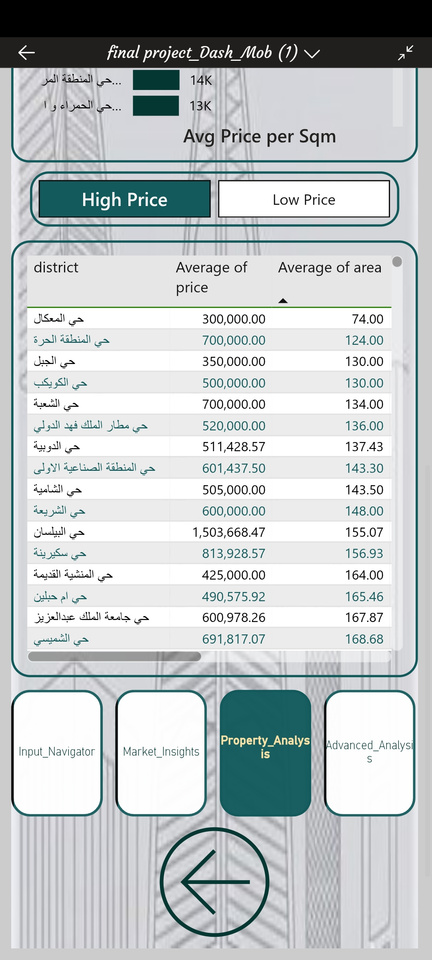 final project_Dash_Mob (1)
حي المنطقة المر... 14K
حي الحمراء و ا... 13K
Avg Price per Sqm
High Price Low Price
district Average of price Average of area
حي المعكال 300,000.00 74.00
حي المنطقة الحرة 700,000.00 124.00
حي الجبل 350,000.00 130.00
حي الكويكب 500,000.00 130.00
حي الشعبة 700,000.00 134.00
حي مطار الملك فهد الدولي 520,000.00 136.00
حي الدوبية 511,428.57 137.43
حي المنطقة الصناعية الاولى 601,437.50 143.30
حي الشامية 505,000.00 143.50
حي الشريعة 600,000.00 148.00
حي البيلسان 1,503,668.47 155.07
حي سكيرينة 813,928.57 156.93
حي المنشية القديمة 425,000.00 164.00
حي ام حبلين 490,575.92 165.46
حي جامعة الملك عبدالعزيز 600,978.26 167.87
حي الشميسي 691,817.07 168.68
Input_Navigator
Market_Insights
Property_Analys
is
Advanced_Analysi
s